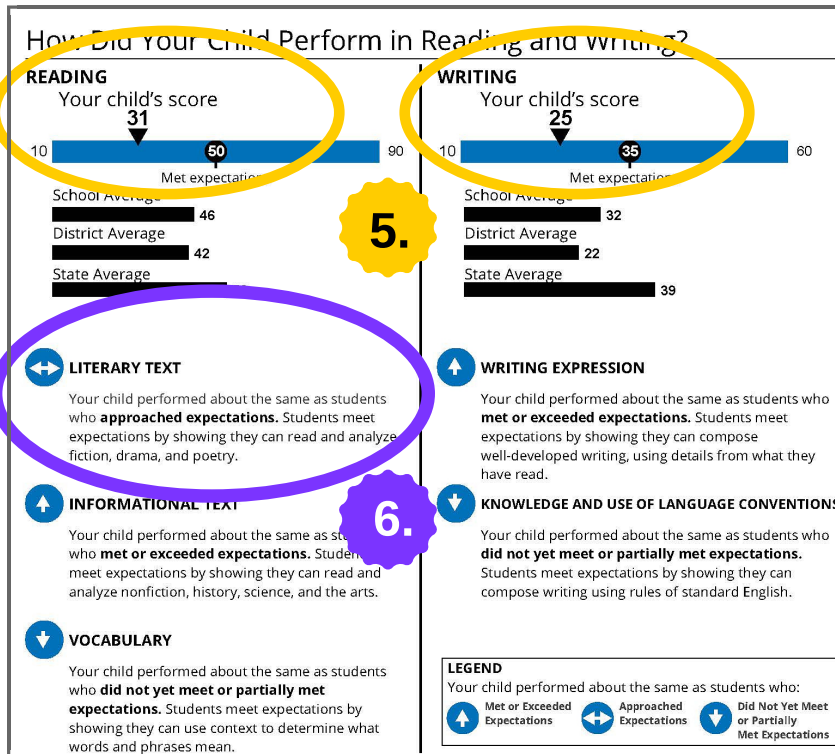 How Did Your Child Perform in Reading and Writing?
READING
Your child's score
31
10
50
90
Met expectations
School Average
46
District Average
42
State Average
5.
LITERARY TEXT
Your child performed about the same as students
who approached expectations. Students meet
expectations by showing they can read and analyze
fiction, drama, and poetry.
INFORMATIONAL TEXT
Your child performed about the same as
who met or exceeded expectations.
meet expectations by showing they can read and
analyze nonfiction, history, science, and the arts.
6.
VOCABULARY
Your child performed about the same as students
who did not yet meet or partially met
expectations. Students meet expectations by
showing they can use context to determine what
words and phrases mean.
WRITING
Your child's score
25
10
35
60
Met expectations
School Average
32
District Average
22
State Average
39
WRITING EXPRESSION
Your child performed about the same as students who
met or exceeded expectations. Students meet
expectations by showing they can compose
well-developed writing, using details from what they
have read.
KNOWLEDGE AND USE OF LANGUAGE CONVENTIONS
Your child performed about the same as students who
did not yet meet or partially met expectations.
Students meet expectations by showing they can
compose writing using rules of standard English.
LEGEND
Your child performed about the same as students who:
Met or Exceeded
Expectations
Approached
Expectations
Did Not Yet Meet
or Partially
Met Expectations